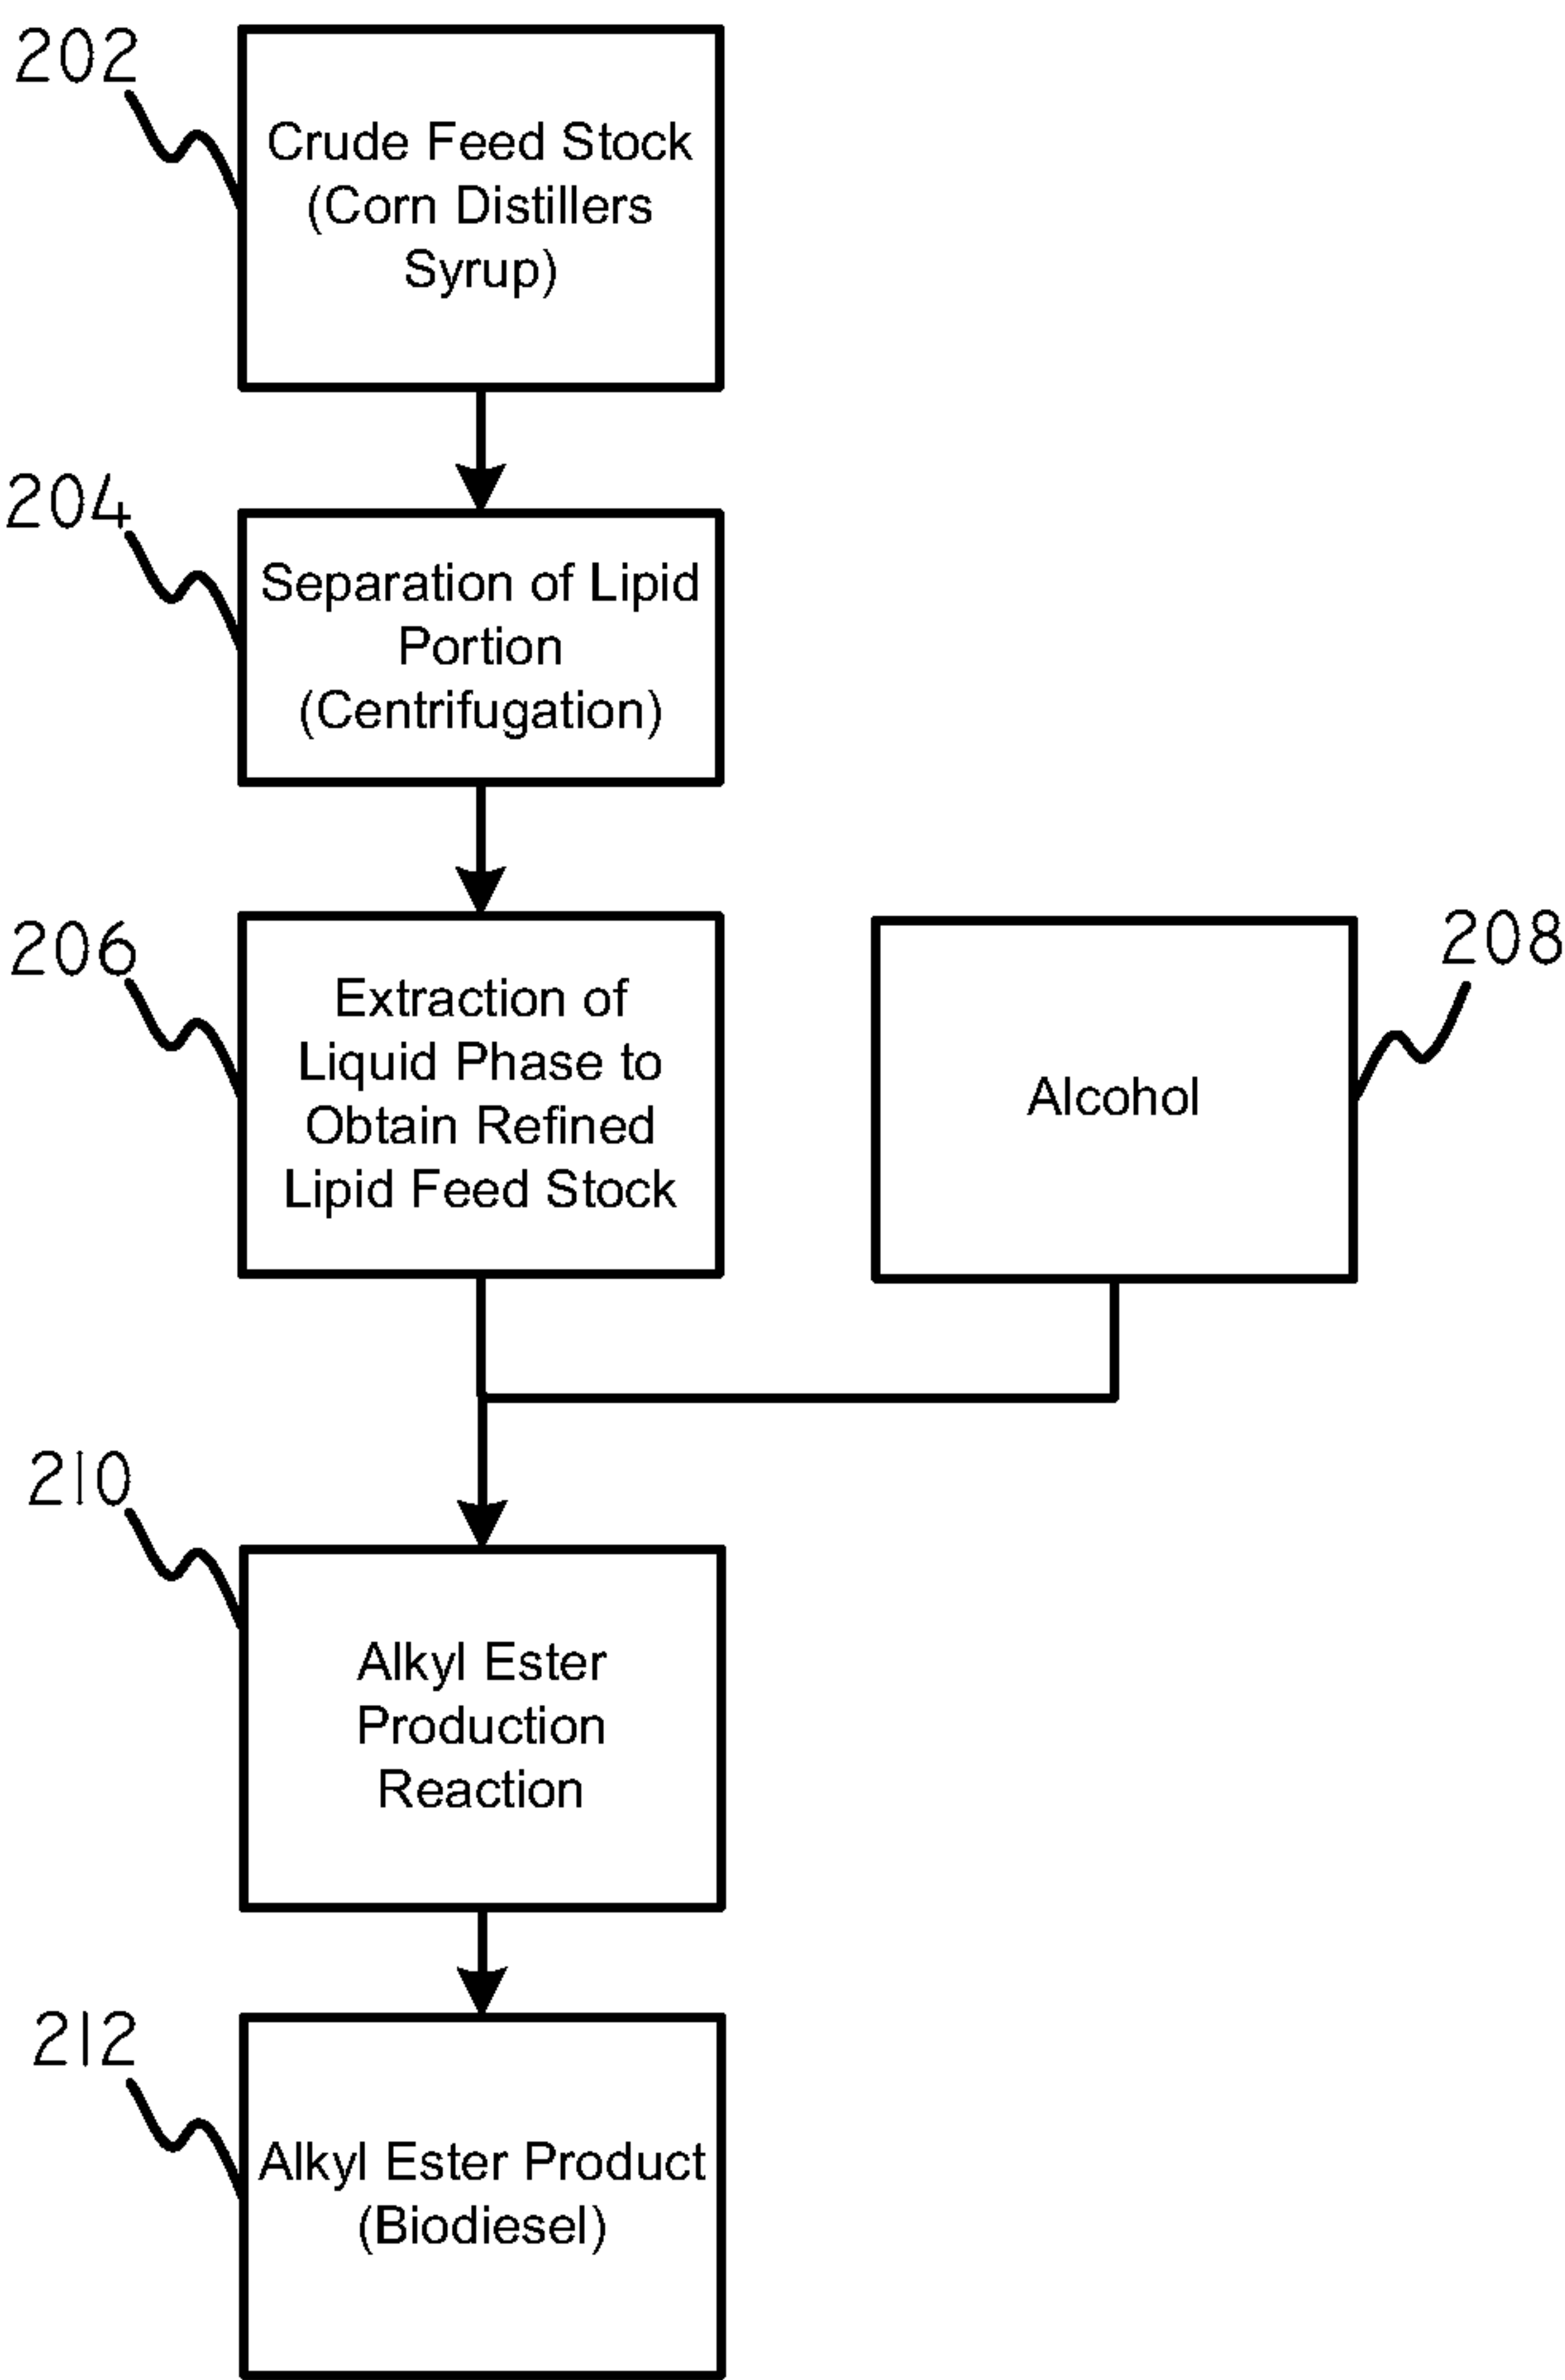 202
Crude Feed Stock
(Corn Distillers
Syrup)
204
Separation of Lipid
Portion
(Centrifugation)
206
Extraction of
Liquid Phase to
Obtain Refined
Lipid Feed Stock
208
Alcohol
210
Alkyl Ester
Production
Reaction
212
Alkyl Ester Product
(Biodiesel)